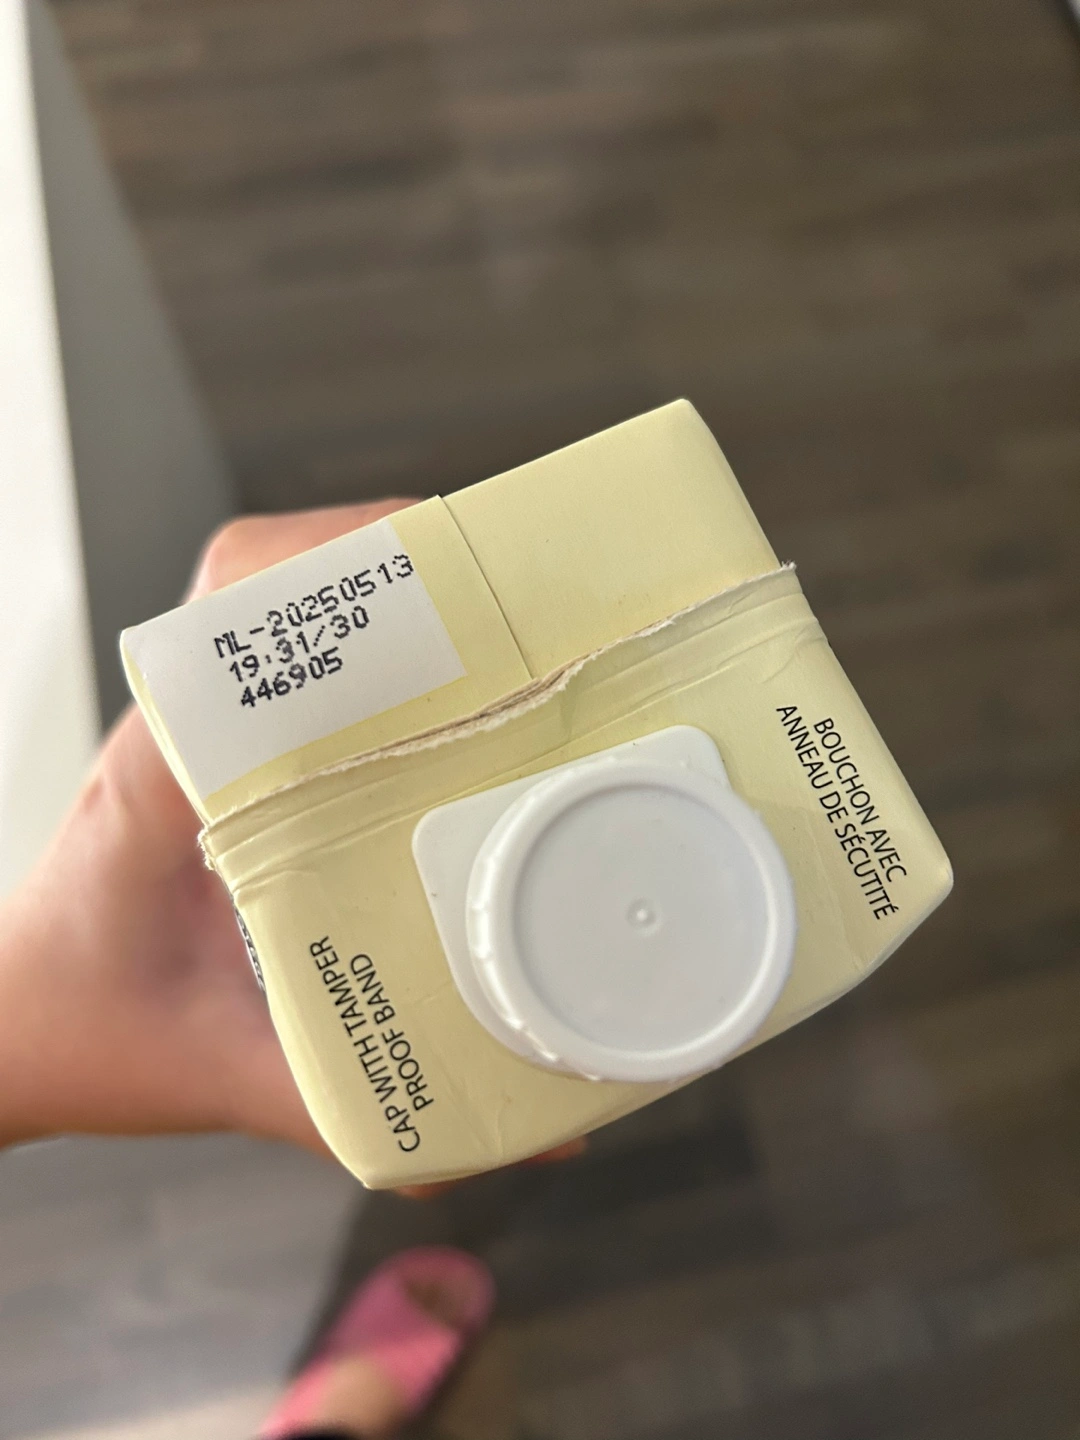 ML-20250513
19:31/30
446905
CAP WITH TAMPER
PROOF BAND
BOUCHON AVEC
ANNEAU DE SÉCUTITÉ